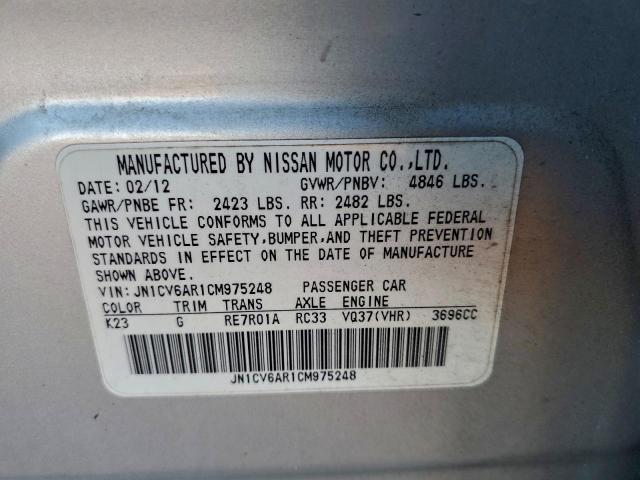 MANUFACTURED BY NISSAN MOTOR CO.,LTD.
DATE: 02/12 GVWR/PNBV: 4846 LBS.
GAWR/PNBE FR: 2423 LBS. RR: 2482 LBS.
THIS VEHICLE CONFORMS TO ALL APPLICABLE FEDERAL
MOTOR VEHICLE SAFETY,BUMPER,AND THEFT PREVENTION
STANDARDS IN EFFECT ON THE DATE OF MANUFACTURE
SHOWN ABOVE.
VIN: JN1CV6AR1CM975248 PASSENGER CAR
COLOR TRIM TRANS AXLE ENGINE
K23 G RE7R01A RC33 VQ37(VHR) 3696CC
JN1CV6AR1CM975248